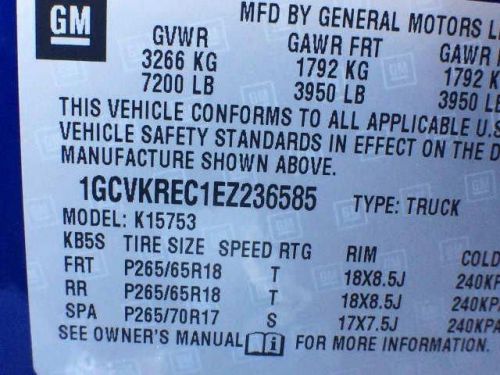 GM MFD BY GENERAL MOTORS
GVWR GAWR FRT GAWR
3266 KG 1792 KG 1792
7200 LB 3950 LB 3950 LB
THIS VEHICLE CONFORMS TO ALL APPLICABLE U.S
VEHICLE SAFETY STANDARDS IN EFFECT ON THE D
MANUFACTURE SHOWN ABOVE.
1GCVKREC1EZ236585 TYPE: TRUCK
MODEL: K15753
KB5S TIRE SIZE SPEED RTG RIM COLD
FRT P265/65R18 T 18X8.5J 240KPA
RR P265/65R18 T 18X8.5J 240KP
SPA P265/70R17 S 17X7.5J 240KPA
SEE OWNER'S MANUAL i FOR MORE INFORMATION.